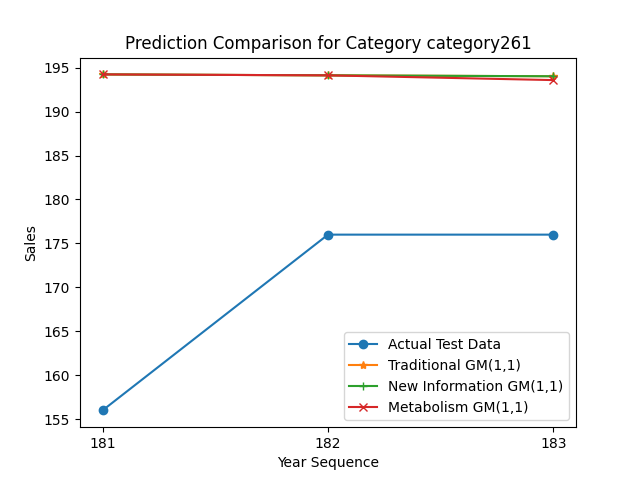 Prediction Comparison for Category category261
195
190
185
180
175
170
165
160
155
Sales
Actual Test Data
Traditional GM(1,1)
New Information GM(1,1)
Metabolism GM(1,1)
181
182
183
Year Sequence